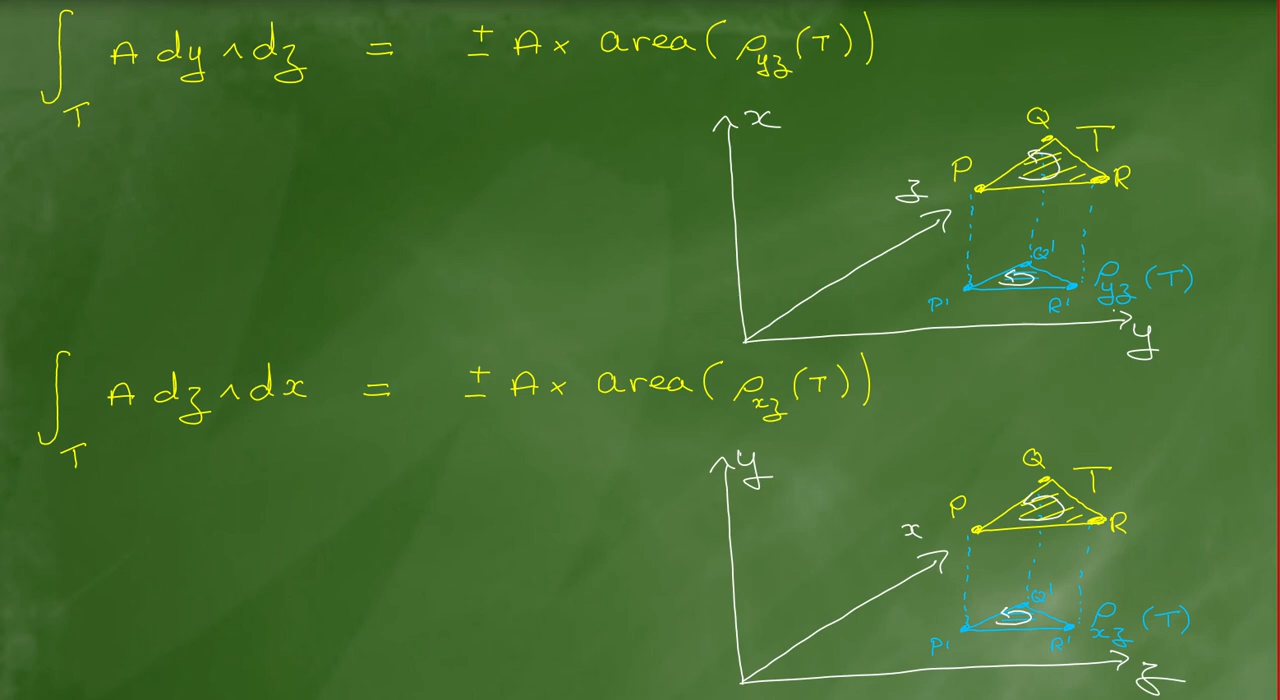 ∫_T A dy ∧ dz = ± A × area(ρ_yz(T))
x
Q T
P R
z
Q'
P' R' ρ_yz(T)
y
∫_T A dz ∧ dx = ± A × area(ρ_xz(T))
y
Q T
P R
x
Q'
P' R' ρ_xz(T)
z